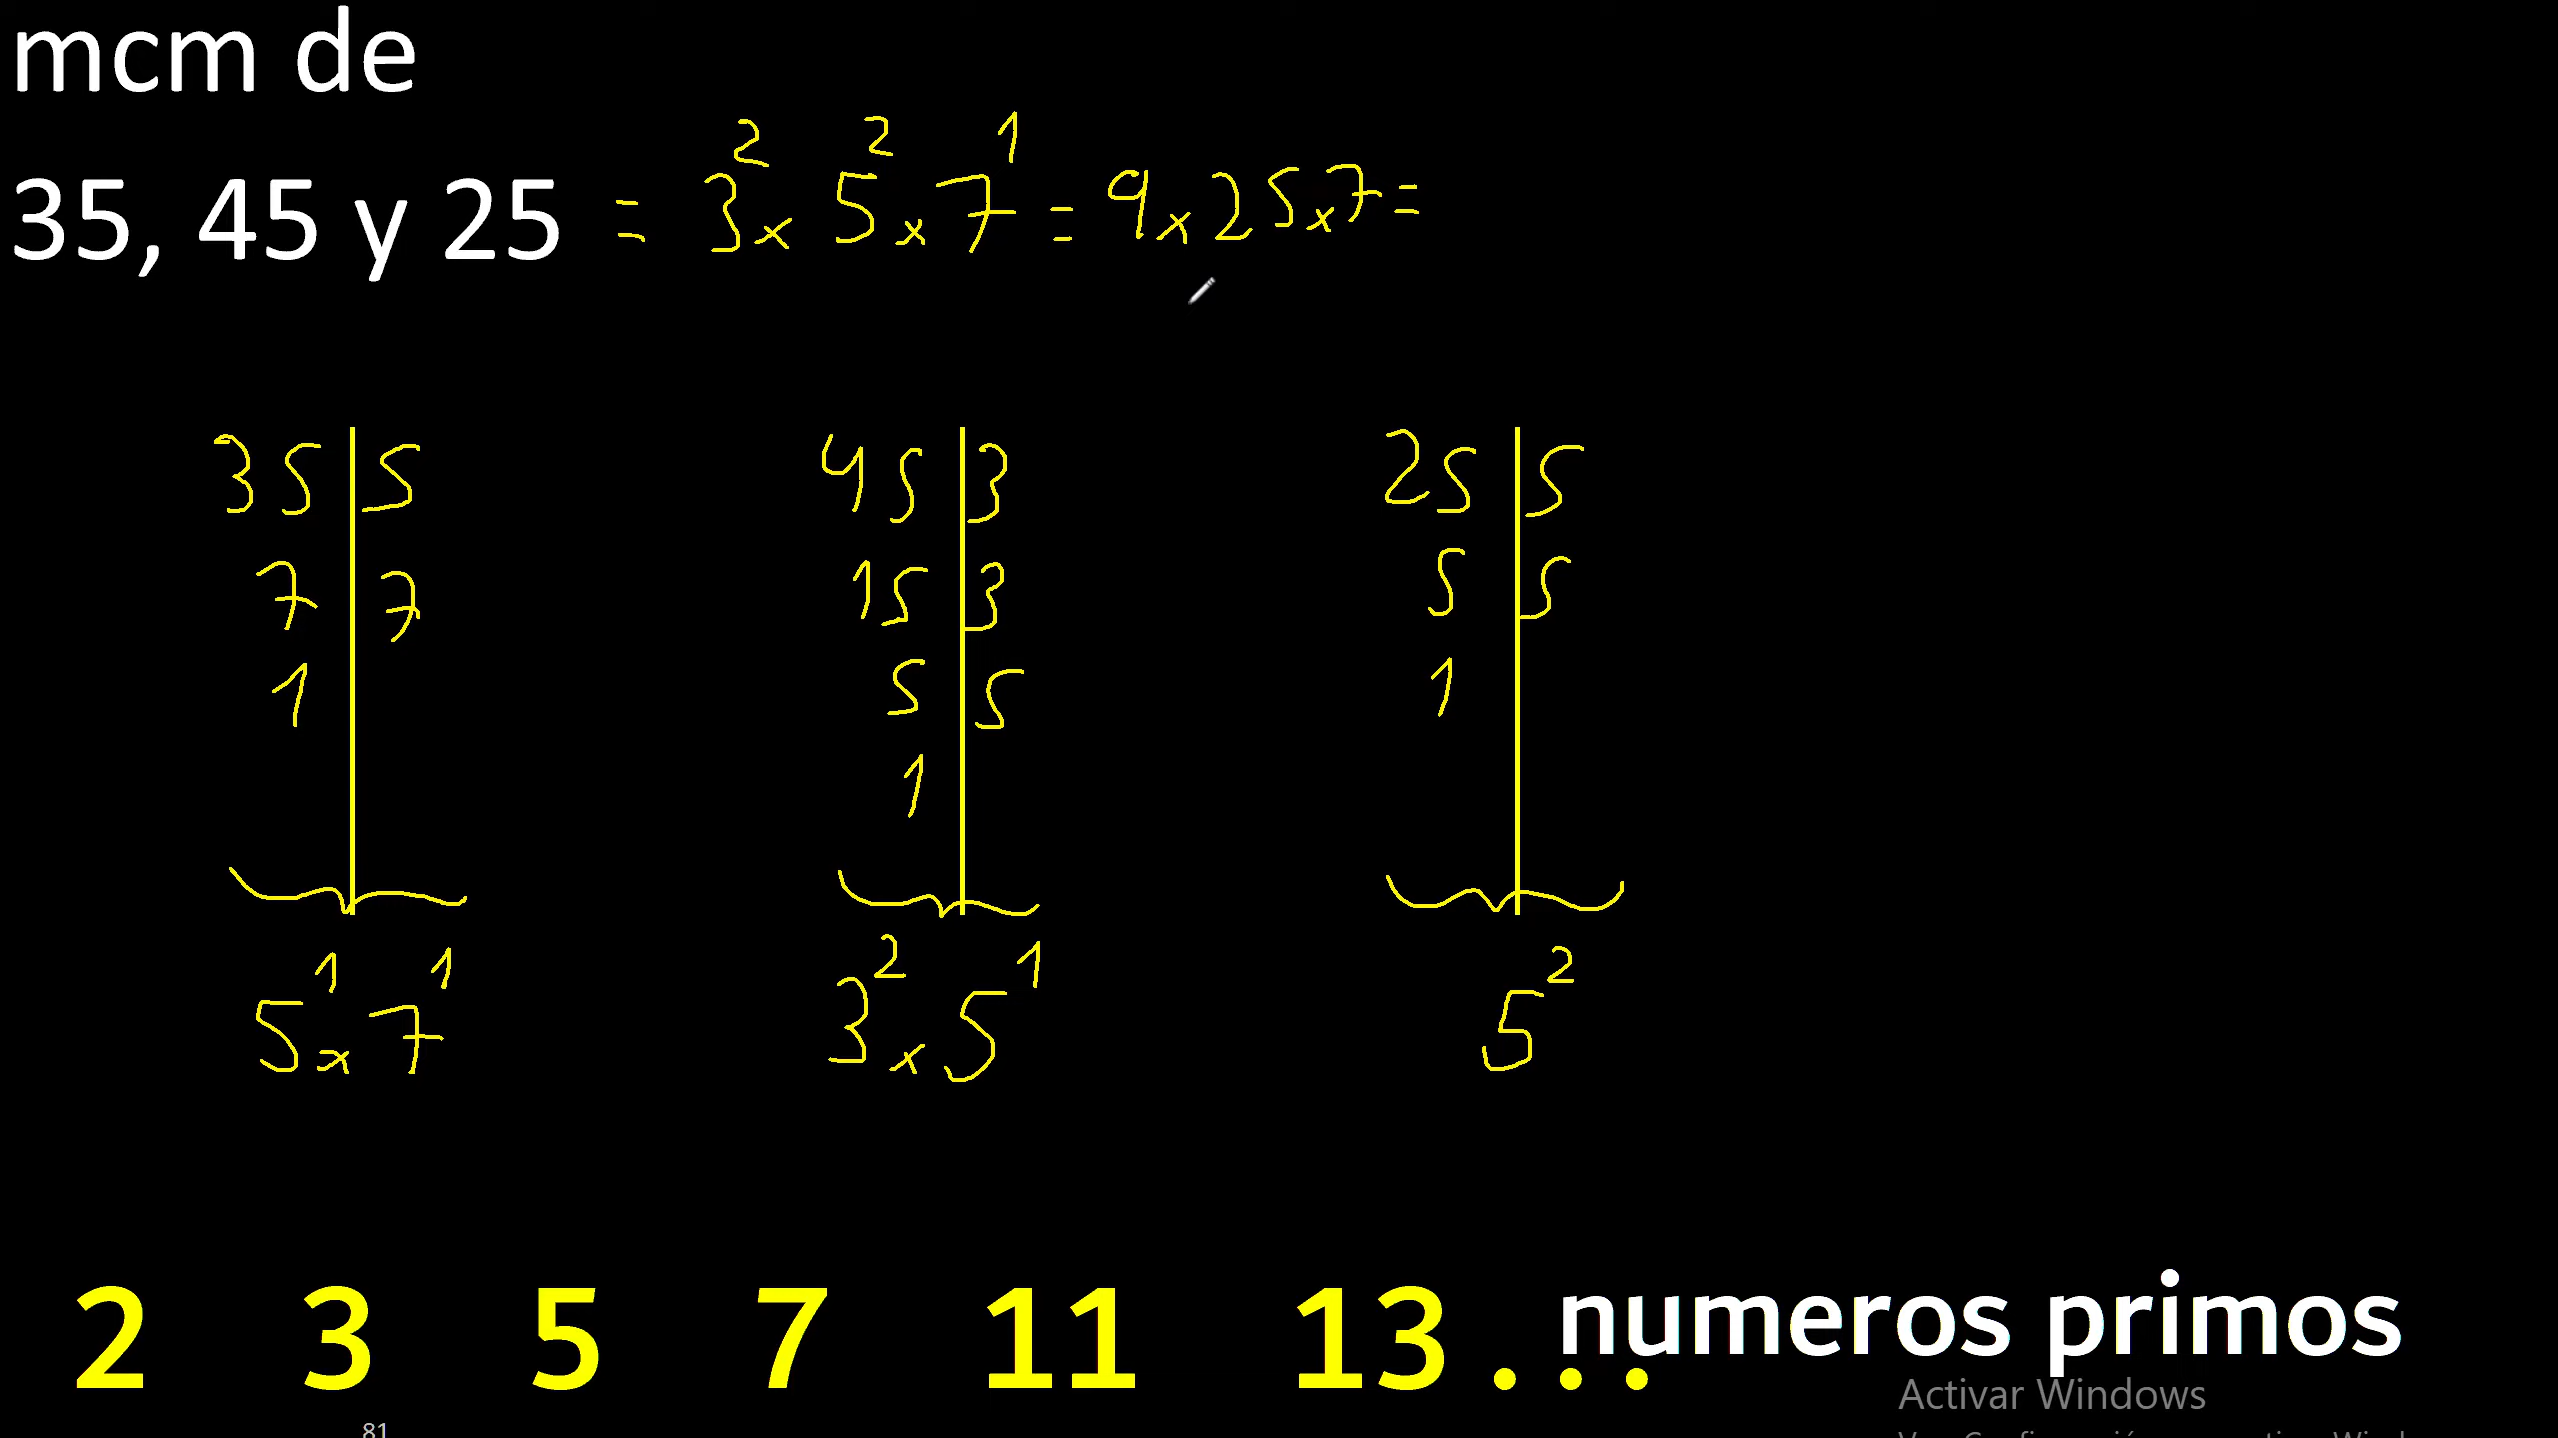 mcm de
35, 45 y 25 = 3² x 5² x 7¹ = 9 x 25 x 7 =
35 | 5
7 | 7
1
5¹ x 7¹
45 | 3
15 | 3
5 | 5
1
3² x 5¹
25 | 5
5 | 5
1
5²
2 3 5 7 11 13 ... numeros primos
Activar Windows
81